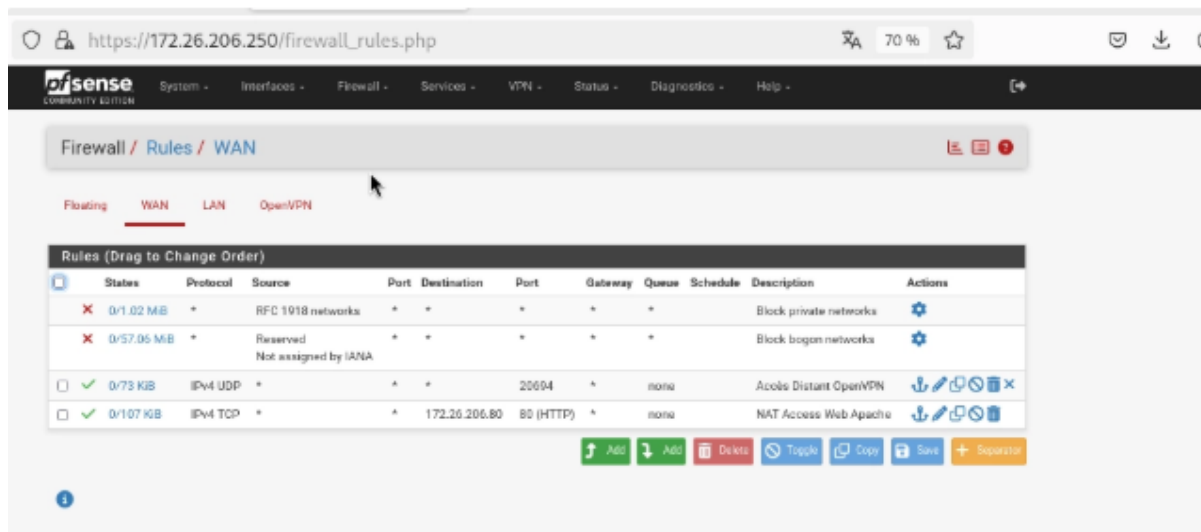 https://172.26.206.250/firewall_rules.php 70 %
pfsense System Interfaces Firewall Services VPN Status Diagnostics Help
COMMUNITY EDITION
Firewall / Rules / WAN
Floating WAN LAN OpenVPN
Rules (Drag to Change Order)
States Protocol Source Port Destination Port Gateway Queue Schedule Description Actions
0/1.02 MiB * RFC 1918 networks * * * * * Block private networks
0/57.06 MiB * Reserved * * * * * Block bogon networks
Not assigned by IANA
0/73 KiB IPv4 UDP * * * 20694 * none Accès Distant OpenVPN
0/107 KiB IPv4 TCP * * 172.26.206.80 80 (HTTP) * none NAT Access Web Apache
Add Add Delete Toggle Copy Save Separator